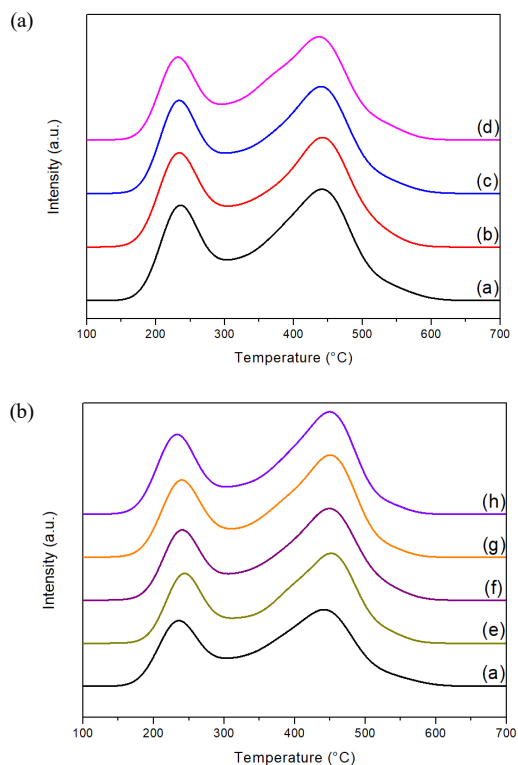 (a)
(d)
(c)
(b)
(a)
Intensity (a.u.)
100 200 300 400 500 600 700
Temperature (°C)
(b)
(h)
(g)
(f)
(e)
(a)
Intensity (a.u.)
100 200 300 400 500 600 700
Temperature (°C)